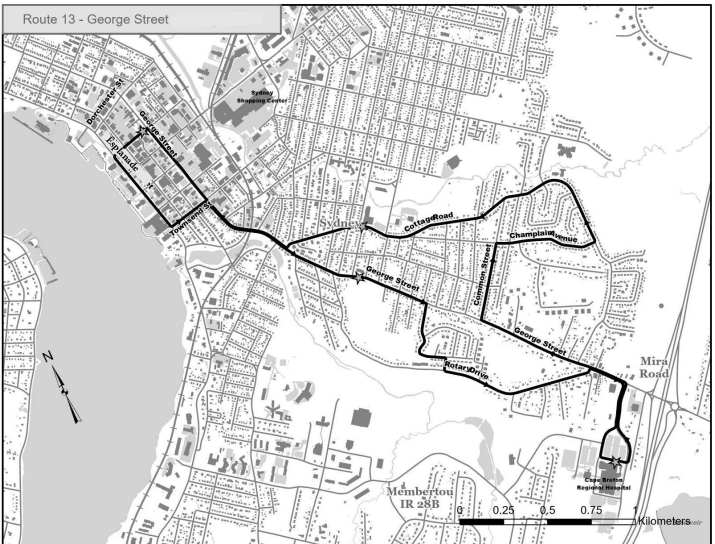 Route 13 - George Street
Dorchester St
George Street
Sydney
Shopping Center
Esplanade
Townsend St
Sydney
Cottage Road
Champlain Avenue
Common Street
George Street
George Street
Rotary Drive
Mira
Road
N
Cape Breton
Regional Hospital
Membertou
IR 28B
0 0,25 0,5 0.75 1
Kilometers